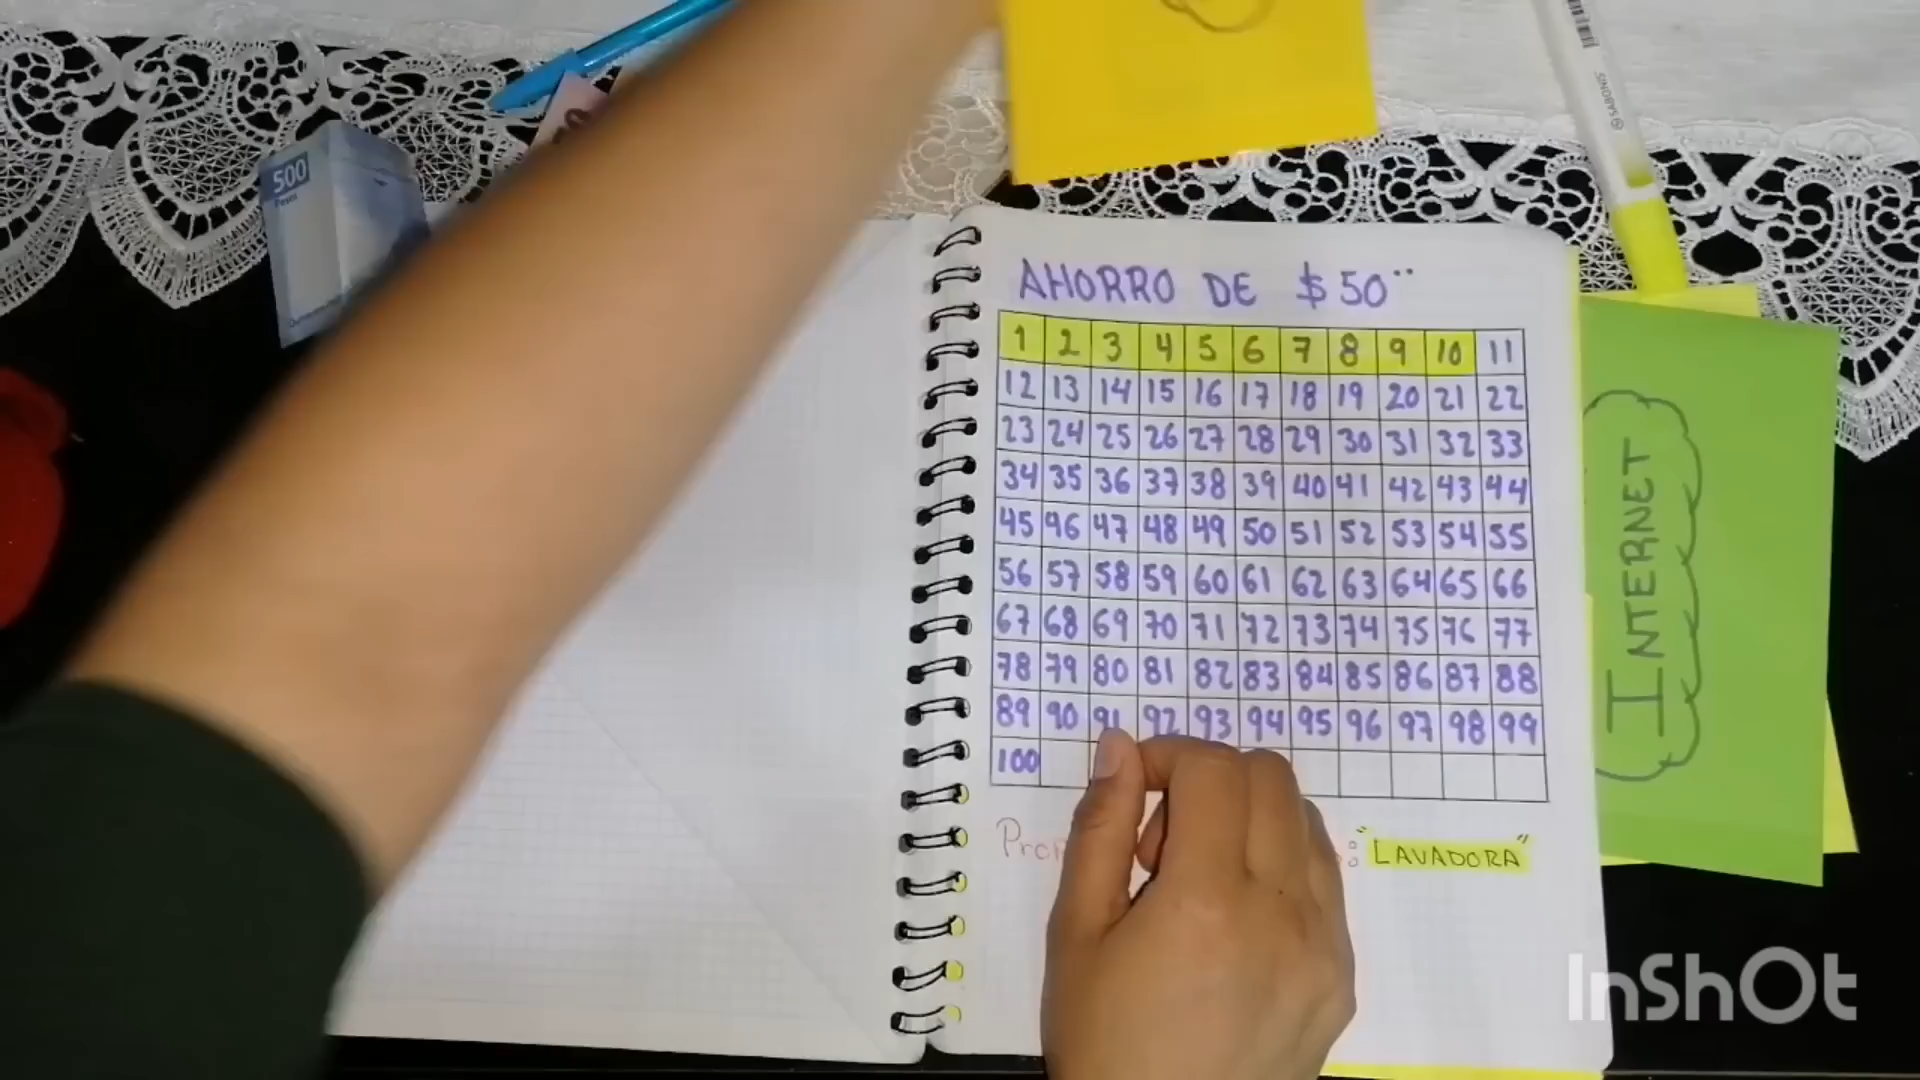 500
Pesos
SABONIS
AHORRO DE $50
1 2 3 4 5 6 7 8 9 10 11
12 13 14 15 16 17 18 19 20 21 22
23 24 25 26 27 28 29 30 31 32 33
34 35 36 37 38 39 40 41 42 43 44
45 46 47 48 49 50 51 52 53 54 55
56 57 58 59 60 61 62 63 64 65 66
67 68 69 70 71 72 73 74 75 76 77
78 79 80 81 82 83 84 85 86 87 88
89 90 91 92 93 94 95 96 97 98 99
100
: "LAVADORA"
INTERNET
InShOt